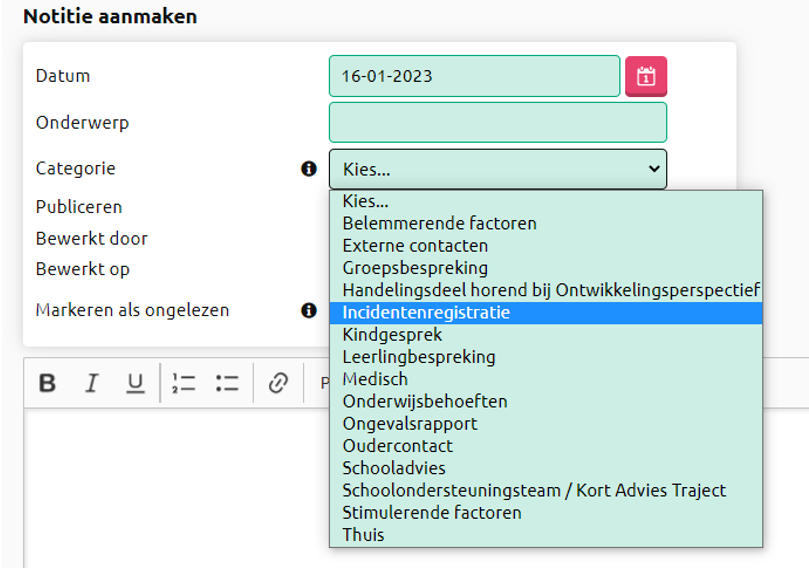 Notitie aanmaken
Datum
16-01-2023
1
Onderwerp
Categorie
Kies...
Publiceren
Bewerkt door
Bewerkt op
Markeren als ongelezen
Kies...
Belemmerende factoren
Externe contacten
Groepsbespreking
Handelingsdeel horend bij Ontwikkelingsperspectief
Incidentenregistratie
Kindgesprek
Leerlingbespreking
Medisch
Onderwijsbehoeften
Ongevalsrapport
Oudercontact
Schooladvies
Schoolondersteuningsteam / Kort Advies Traject
Stimulerende factoren
Thuis
B I U